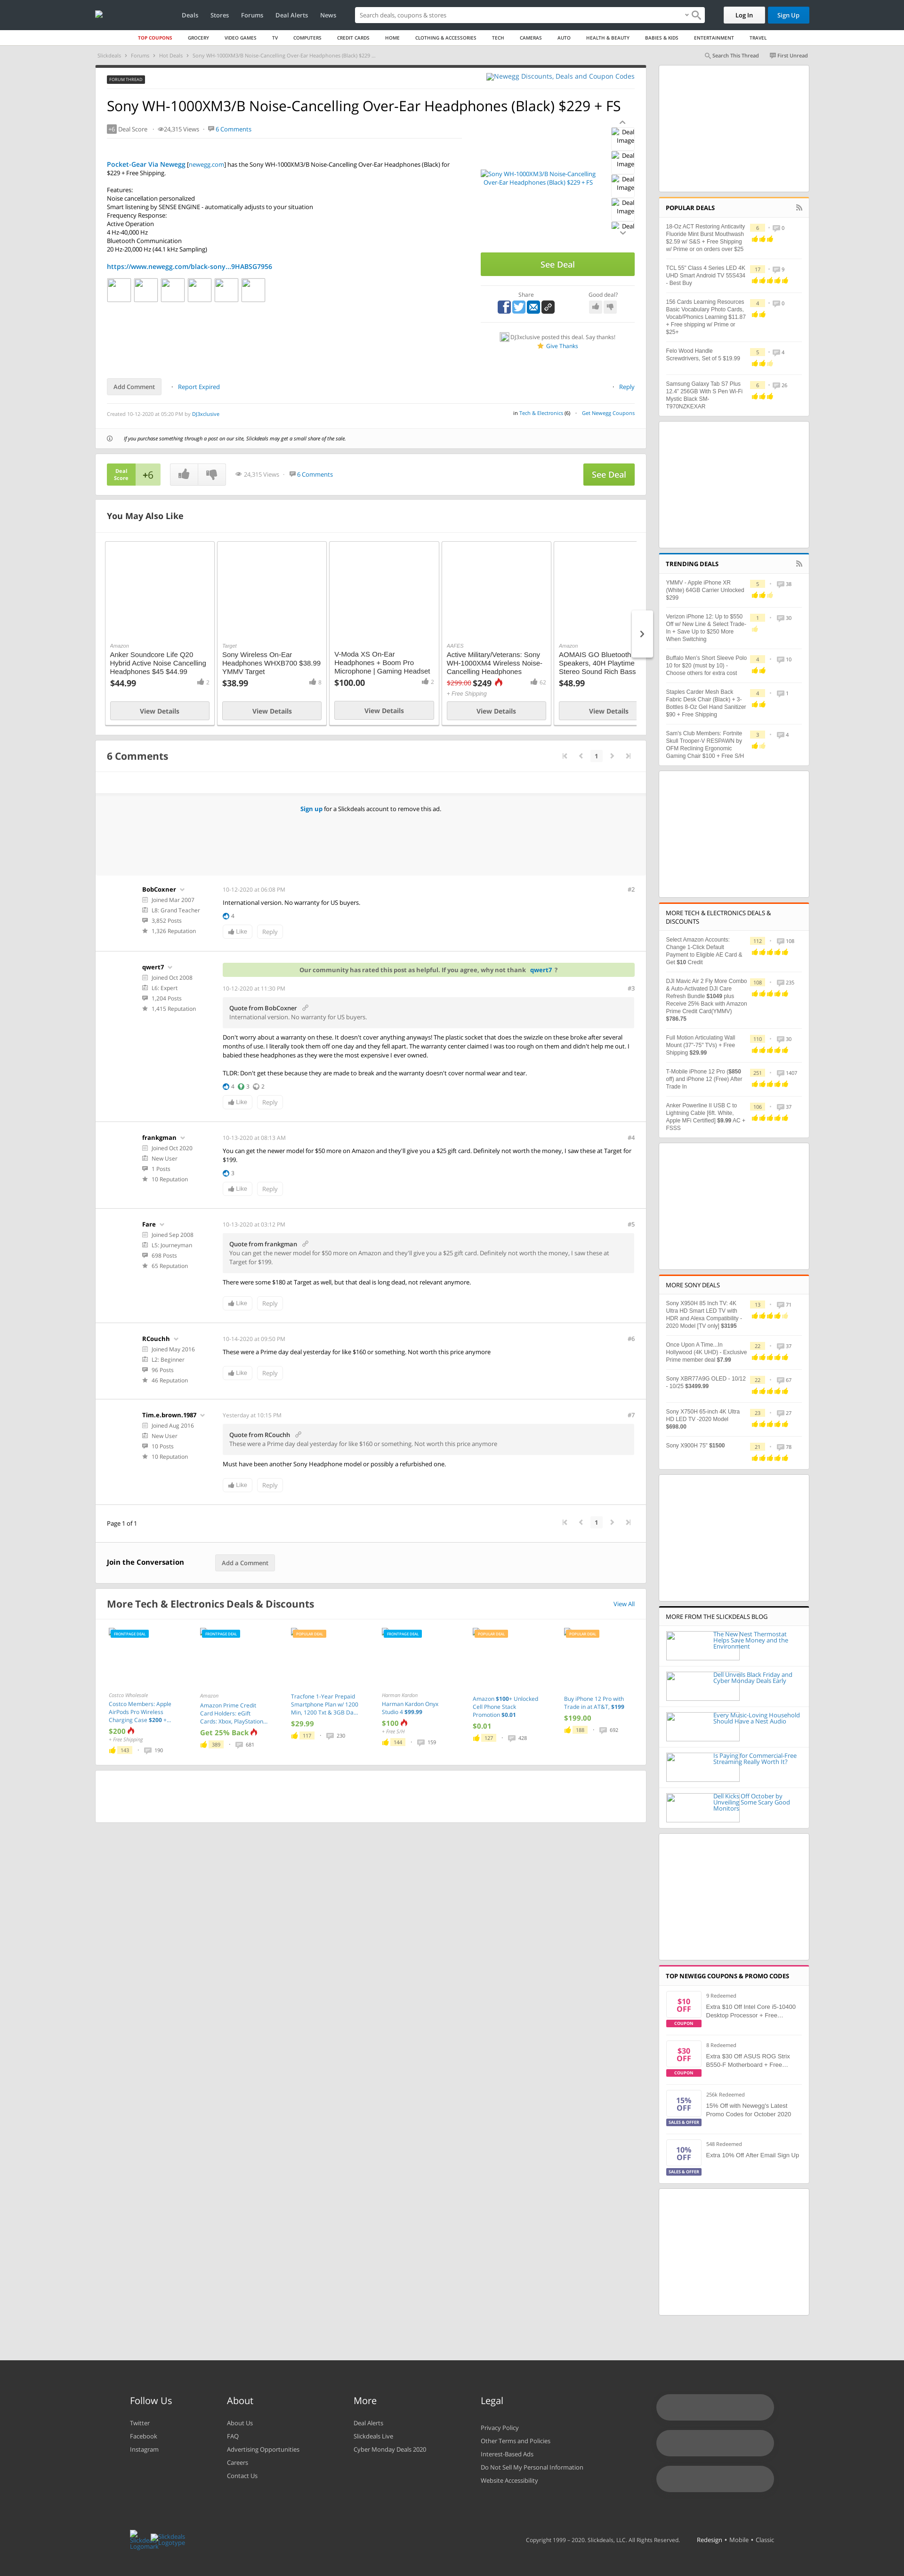 Deals
Stores
Forums
Deal Alerts
News
Search deals, coupons & stores
Log In
Sign Up
TOP COUPONS
GROCERY
VIDEO GAMES
TV
COMPUTERS
CREDIT CARDS
HOME
CLOTHING & ACCESSORIES
TECH
CAMERAS
AUTO
HEALTH & BEAUTY
BABIES & KIDS
ENTERTAINMENT
TRAVEL
Slickdeals > Forums > Hot Deals > Sony WH-1000XM3/B Noise-Cancelling Over-Ear Headphones (Black) $229 ...
Search This Thread
First Unread
FORUM THREAD
Newegg Discounts, Deals and Coupon Codes
Sony WH-1000XM3/B Noise-Cancelling Over-Ear Headphones (Black) $229 + FS
+6 Deal Score
24,315 Views
6 Comments
Pocket-Gear Via Newegg [newegg.com] has the Sony WH-1000XM3/B Noise-Cancelling Over-Ear Headphones (Black) for
$229 + Free Shipping.
Features:
Noise cancellation personalized
Smart listening by SENSE ENGINE - automatically adjusts to your situation
Frequency Response:
Active Operation
4 Hz-40,000 Hz
Bluetooth Communication
20 Hz-20,000 Hz (44.1 kHz Sampling)
https://www.newegg.com/black-sony...9HABSG7956
Sony WH-1000XM3/B Noise-Cancelling
Over-Ear Headphones (Black) $229 + FS
Deal
Image
Deal
Image
Deal
Image
Deal
Image
Deal
See Deal
Share
Good deal?
DJ3xclusive posted this deal. Say thanks!
Give Thanks
Add Comment
Report Expired
Reply
Created 10-12-2020 at 05:20 PM by DJ3xclusive
in Tech & Electronics (6)
Get Newegg Coupons
If you purchase something through a post on our site, Slickdeals may get a small share of the sale.
Deal
Score
+6
24,315 Views
6 Comments
See Deal
You May Also Like
Amazon
Anker Soundcore Life Q20
Hybrid Active Noise Cancelling
Headphones $45 $44.99
$44.99
2
View Details
Target
Sony Wireless On-Ear
Headphones WHXB700 $38.99
YMMV Target
$38.99
8
View Details
V-Moda XS On-Ear
Headphones + Boom Pro
Microphone | Gaming Headset
$100.00
2
View Details
AAFES
Active Military/Veterans: Sony
WH-1000XM4 Wireless Noise-
Cancelling Headphones
$299.00 $249
62
+ Free Shipping
View Details
Amazon
AOMAIS GO Bluetooth
Speakers, 40H Playtime
Stereo Sound Rich Bass
$48.99
View Details
6 Comments
1
Sign up for a Slickdeals account to remove this ad.
BobCoxner
Joined Mar 2007
L8: Grand Teacher
3,852 Posts
1,326 Reputation
10-12-2020 at 06:08 PM
#2
International version. No warranty for US buyers.
4
Like
Reply
qwert7
Joined Oct 2008
L6: Expert
1,204 Posts
1,415 Reputation
Our community has rated this post as helpful. If you agree, why not thank qwert7 ?
10-12-2020 at 11:30 PM
#3
Quote from BobCoxner
International version. No warranty for US buyers.
Don't worry about a warranty on these. It doesn't cover anything anyways. I had the plastic socket that does the swizzle on these broke after several
months of use. I literally took them off one day and they fell apart. The warranty center claimed I was too rough on them and didn't help me out. I
babied these headphones as they were the most expensive I ever owned.
TLDR: Don't get these because they are made to break and the warranty doesn't cover normal wear and tear.
4
3
2
Like
Reply
frankgman
Joined Oct 2020
New User
1 Posts
10 Reputation
10-13-2020 at 08:13 AM
#4
You can get the newer model for $50 more on Amazon and they'll give you a $25 gift card. Definitely not worth the money, I saw these at Target for
$199.
3
Like
Reply
Fare
Joined Sep 2008
L5: Journeyman
698 Posts
65 Reputation
10-13-2020 at 03:12 PM
#5
Quote from frankgman
You can get the newer model for $50 more on Amazon and they'll give you a $25 gift card. Definitely not worth the money, I saw these at
Target for $199.
There were some $180 at Target as well, but that deal is long dead, not relevant anymore.
Like
Reply
RCouchh
Joined May 2016
L2: Beginner
96 Posts
46 Reputation
10-14-2020 at 09:50 PM
#6
These were a Prime day deal yesterday for like $160 or something. Not worth this price anymore
Like
Reply
Tim.e.brown.1987
Joined Aug 2016
New User
10 Posts
10 Reputation
Yesterday at 10:15 PM
#7
Quote from RCouchh
These were a Prime day deal yesterday for like $160 or something. Not worth this price anymore
Must have been another Sony Headphone model or possibly a refurbished one.
Like
Reply
Page 1 of 1
1
Join the Conversation
Add a Comment
More Tech & Electronics Deals & Discounts
View All
FRONTPAGE DEAL
Costco Wholesale
Costco Members: Apple
AirPods Pro Wireless
Charging Case $200 +...
$200
+ Free Shipping
143
190
FRONTPAGE DEAL
Amazon
Amazon Prime Credit
Card Holders: eGift
Cards: Xbox, PlayStation...
Get 25% Back
389
681
POPULAR DEAL
Tracfone 1-Year Prepaid
Smartphone Plan w/ 1200
Min, 1200 Txt & 3GB Da...
$29.99
117
230
FRONTPAGE DEAL
Harman Kardon
Harman Kardon Onyx
Studio 4 $99.99
$100
+ Free S/H
144
159
POPULAR DEAL
Amazon $100+ Unlocked
Cell Phone Stack
Promotion $0.01
$0.01
127
428
POPULAR DEAL
Buy iPhone 12 Pro with
Trade in at AT&T, $199
$199.00
188
692
POPULAR DEALS
18-Oz ACT Restoring Anticavity
Fluoride Mint Burst Mouthwash
$2.59 w/ S&S + Free Shipping
w/ Prime or on orders over $25
6
0
TCL 55" Class 4 Series LED 4K
UHD Smart Android TV 55S434
- Best Buy
17
9
156 Cards Learning Resources
Basic Vocabulary Photo Cards,
Vocab/Phonics Learning $11.87
+ Free shipping w/ Prime or
$25+
4
0
Felo Wood Handle
Screwdrivers, Set of 5 $19.99
5
4
Samsung Galaxy Tab S7 Plus
12.4" 256GB With S Pen Wi-Fi
Mystic Black SM-
T970NZKEXAR
6
26
TRENDING DEALS
YMMV - Apple iPhone XR
(White) 64GB Carrier Unlocked
$299
5
38
Verizon iPhone 12: Up to $550
Off w/ New Line & Select Trade-
In + Save Up to $250 More
When Switching
1
30
Buffalo Men's Short Sleeve Polo
10 for $20 (must by 10) -
Choose others for extra cost
4
10
Staples Carder Mesh Back
Fabric Desk Chair (Black) + 3-
Bottles 8-Oz Gel Hand Sanitizer
$90 + Free Shipping
4
1
Sam's Club Members: Fortnite
Skull Trooper-V RESPAWN by
OFM Reclining Ergonomic
Gaming Chair $100 + Free S/H
3
4
MORE TECH & ELECTRONICS DEALS &
DISCOUNTS
Select Amazon Accounts:
Change 1-Click Default
Payment to Eligible AE Card &
Get $10 Credit
112
108
DJI Mavic Air 2 Fly More Combo
& Auto-Activated DJI Care
Refresh Bundle $1049 plus
Receive 25% Back with Amazon
Prime Credit Card(YMMV)
$786.75
108
235
Full Motion Articulating Wall
Mount (37"-75" TVs) + Free
Shipping $29.99
110
30
T-Mobile iPhone 12 Pro ($850
off) and iPhone 12 (Free) After
Trade In
251
1407
Anker Powerline II USB C to
Lightning Cable [6ft. White,
Apple MFi Certified] $9.99 AC +
FSSS
106
37
MORE SONY DEALS
Sony X950H 85 Inch TV: 4K
Ultra HD Smart LED TV with
HDR and Alexa Compatibility -
2020 Model [TV only] $3195
13
71
Once Upon A Time...In
Hollywood (4K UHD) - Exclusive
Prime member deal $7.99
22
37
Sony XBR77A9G OLED - 10/12
- 10/25 $3499.99
22
67
Sony X750H 65-inch 4K Ultra
HD LED TV -2020 Model
$698.00
23
27
Sony X900H 75" $1500
21
78
MORE FROM THE SLICKDEALS BLOG
The New Nest Thermostat
Helps Save Money and the
Environment
Dell Unveils Black Friday and
Cyber Monday Deals Early
Every Music-Loving Household
Should Have a Nest Audio
Is Paying for Commercial-Free
Streaming Really Worth It?
Dell Kicks Off October by
Unveiling Some Scary Good
Monitors
TOP NEWEGG COUPONS & PROMO CODES
$10
OFF
COUPON
9 Redeemed
Extra $10 Off Intel Core i5-10400
Desktop Processor + Free...
$30
OFF
COUPON
8 Redeemed
Extra $30 Off ASUS ROG Strix
B550-F Motherboard + Free...
15%
OFF
SALES & OFFER
256k Redeemed
15% Off with Newegg's Latest
Promo Codes for October 2020
10%
OFF
SALES & OFFER
548 Redeemed
Extra 10% Off After Email Sign Up
Follow Us
Twitter
Facebook
Instagram
About
About Us
FAQ
Advertising Opportunities
Careers
Contact Us
More
Deal Alerts
Slickdeals Live
Cyber Monday Deals 2020
Legal
Privacy Policy
Other Terms and Policies
Interest-Based Ads
Do Not Sell My Personal Information
Website Accessibility
Copyright 1999 – 2020. Slickdeals, LLC. All Rights Reserved.
Redesign • Mobile • Classic